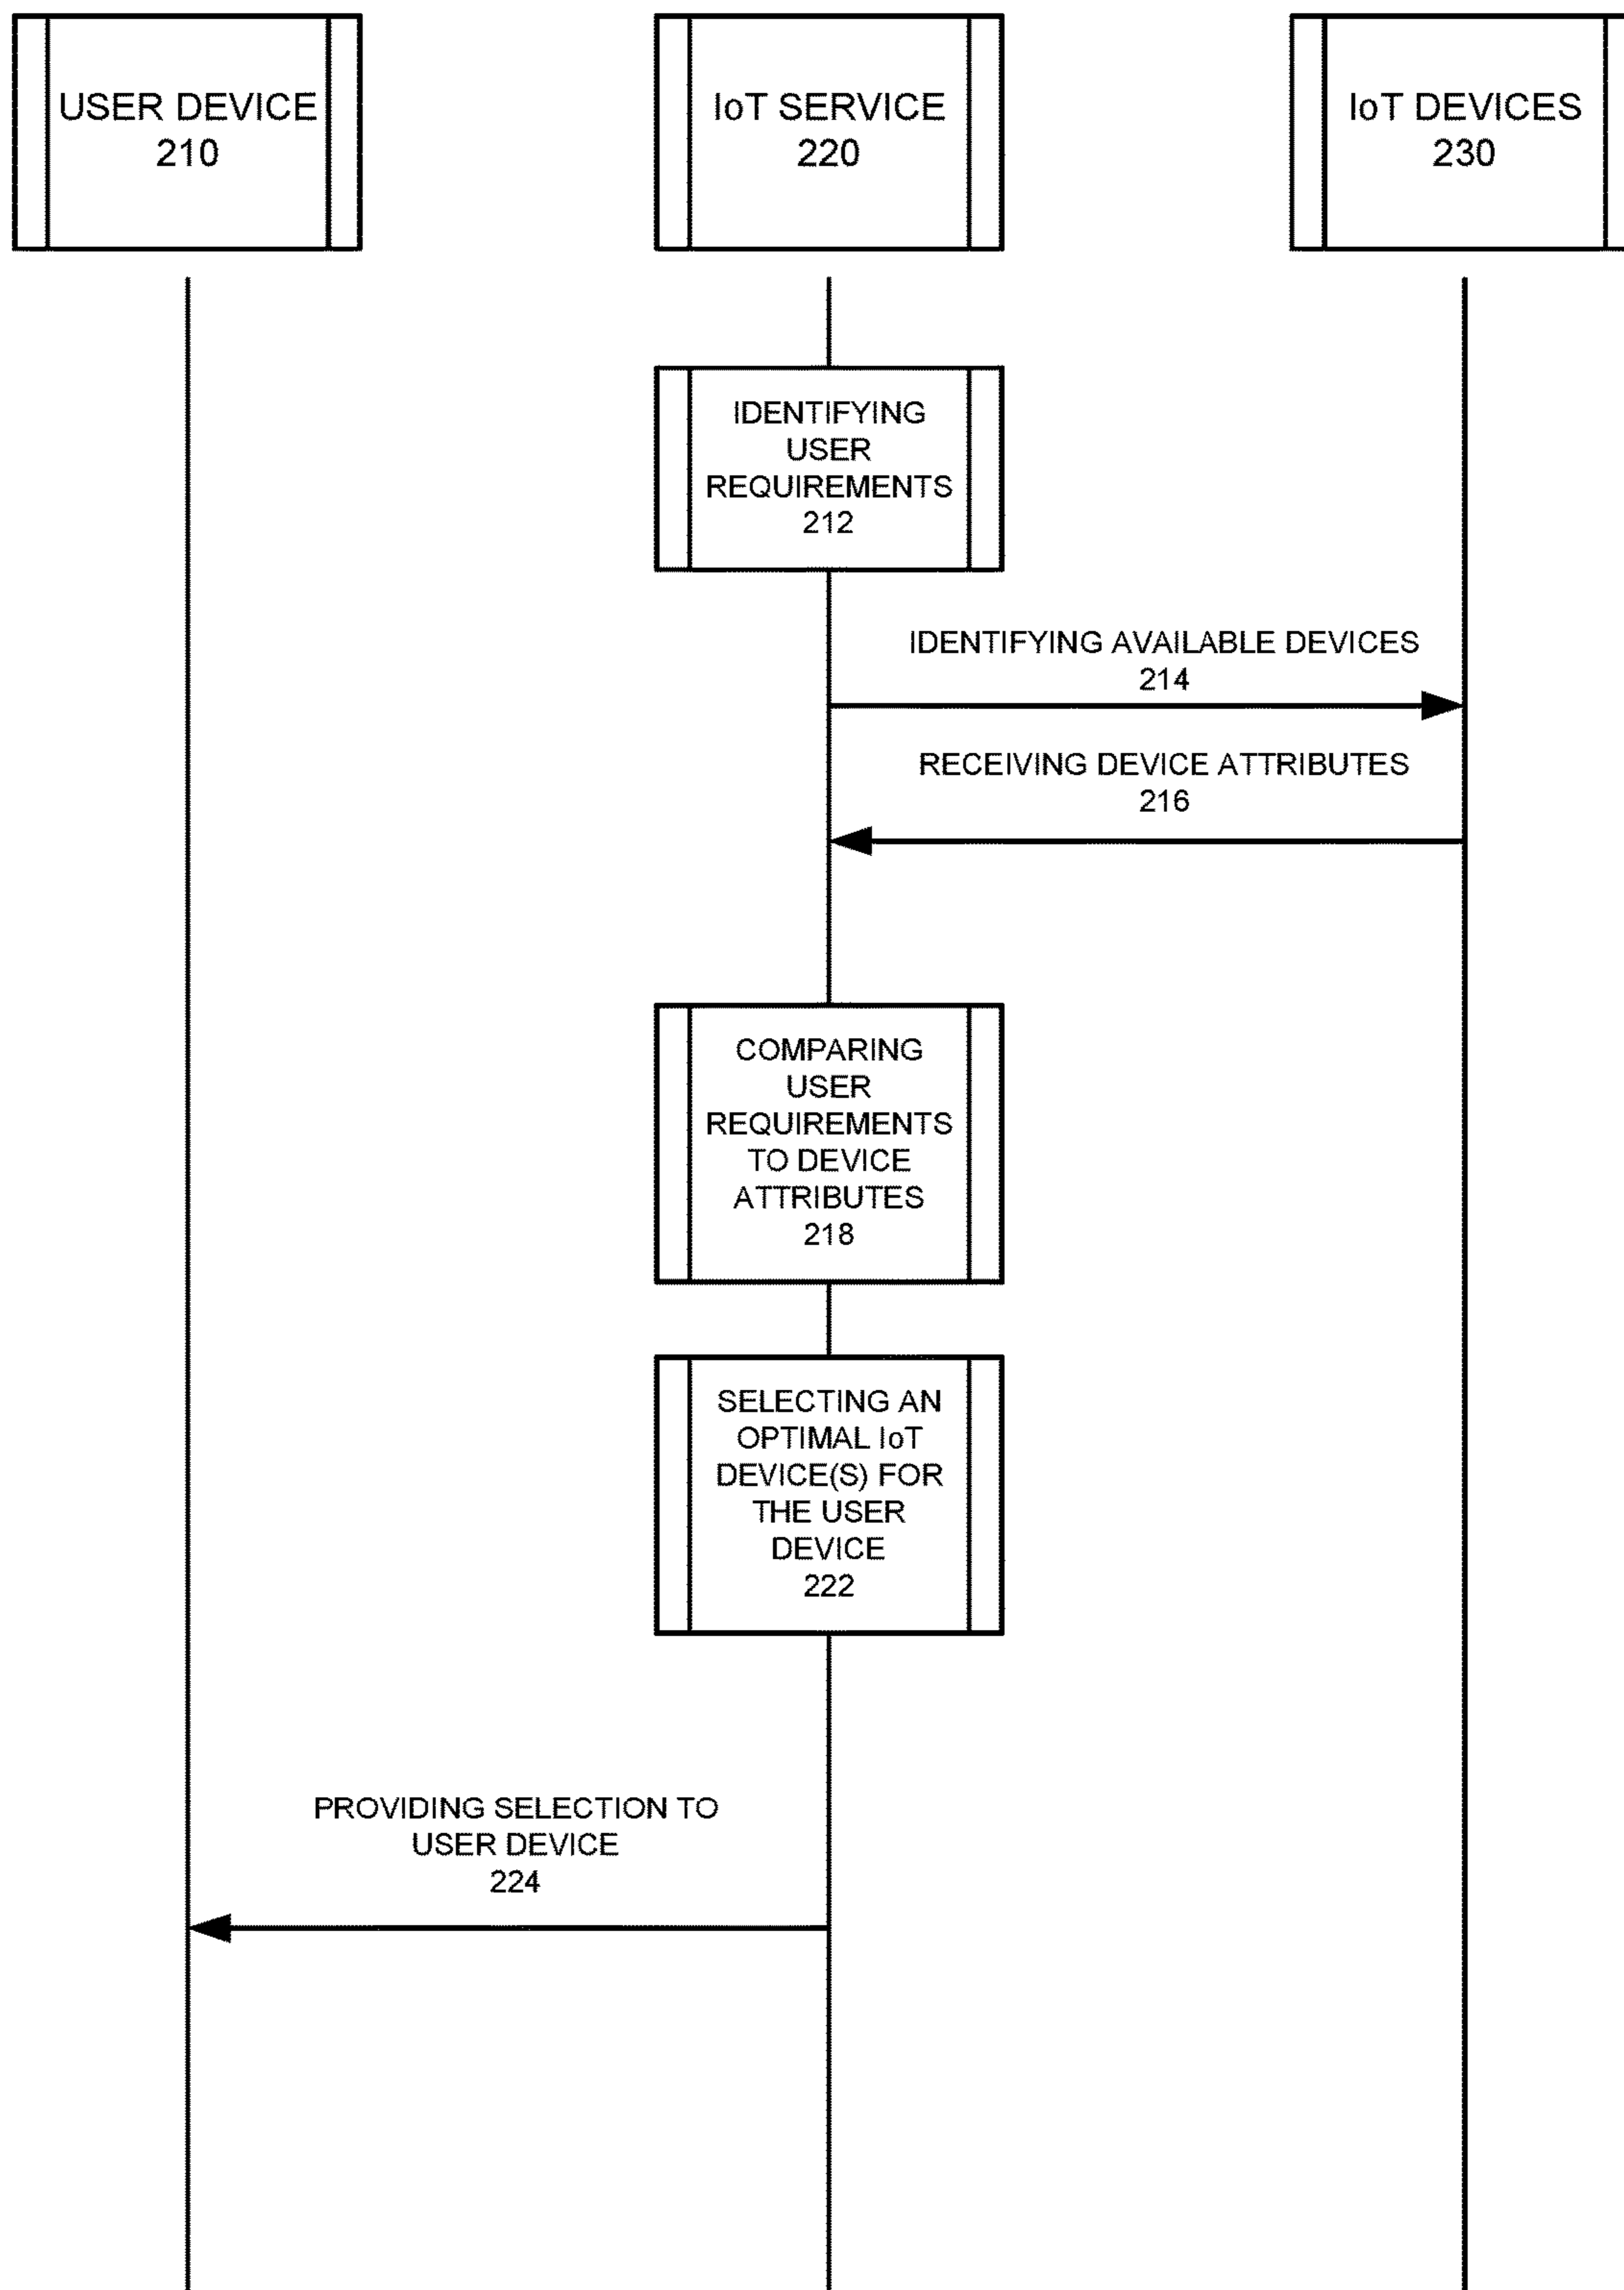 USER DEVICE
210
IoT SERVICE
220
IoT DEVICES
230
IDENTIFYING
USER
REQUIREMENTS
212
IDENTIFYING AVAILABLE DEVICES
214
RECEIVING DEVICE ATTRIBUTES
216
COMPARING
USER
REQUIREMENTS
TO DEVICE
ATTRIBUTES
218
SELECTING AN
OPTIMAL IoT
DEVICE(S) FOR
THE USER
DEVICE
222
PROVIDING SELECTION TO
USER DEVICE
224